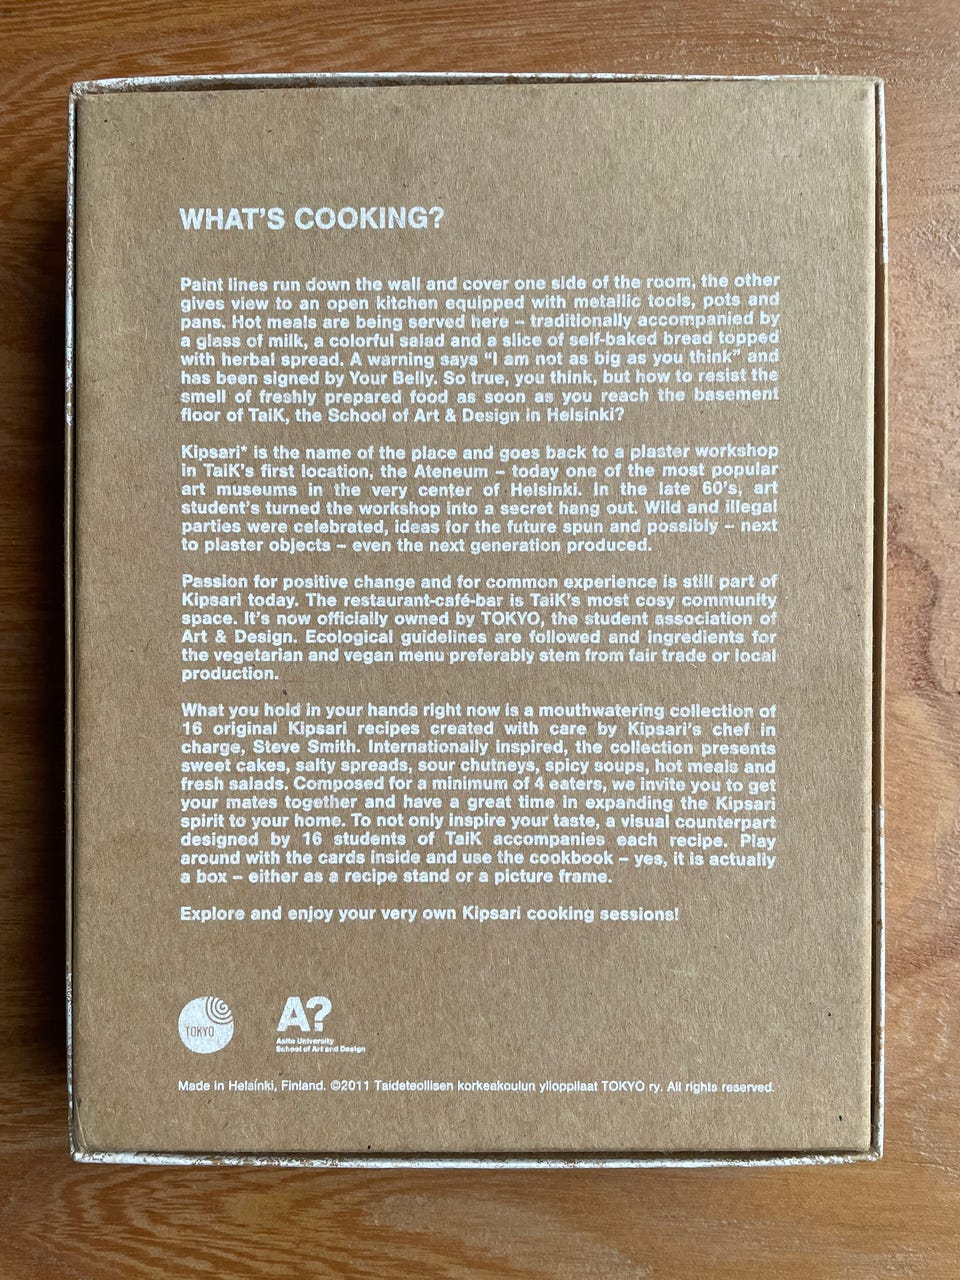 WHAT'S COOKING?
Paint lines run down the wall and cover one side of the room, the other
gives view to an open kitchen equipped with metallic tools, pots and
pans. Hot meals are being served here – traditionally accompanied by
a glass of milk, a colorful salad and a slice of self-baked bread topped
with herbal spread. A warning says "I am not as big as you think" and
has been signed by Your Belly. So true, you think, but how to resist the
smell of freshly prepared food as soon as you reach the basement
floor of TaiK, the School of Art & Design in Helsinki?
Kipsari* is the name of the place and goes back to a plaster workshop
in TaiK's first location, the Ateneum – today one of the most popular
art museums in the very center of Helsinki. In the late 60's, art
student's turned the workshop into a secret hang out. Wild and illegal
parties were celebrated, ideas for the future spun and possibly – next
to plaster objects – even the next generation produced.
Passion for positive change and for common experience is still part of
Kipsari today. The restaurant-café-bar is TaiK's most cosy community
space. It's now officially owned by TOKYO, the student association of
Art & Design. Ecological guidelines are followed and ingredients for
the vegetarian and vegan menu preferably stem from fair trade or local
production.
What you hold in your hands right now is a mouthwatering collection of
16 original Kipsari recipes created with care by Kipsari's chef in
charge, Steve Smith. Internationally inspired, the collection presents
sweet cakes, salty spreads, sour chutneys, spicy soups, hot meals and
fresh salads. Composed for a minimum of 4 eaters, we invite you to get
your mates together and have a great time in expanding the Kipsari
spirit to your home. To not only inspire your taste, a visual counterpart
designed by 16 students of TaiK accompanies each recipe. Play
around with the cards inside and use the cookbook – yes, it is actually
a box – either as a recipe stand or a picture frame.
Explore and enjoy your very own Kipsari cooking sessions!
TOKYO
A?
Aalto University
School of Art and Design
Made in Helsinki, Finland. ©2011 Taideteollisen korkeakoulun ylioppilaat TOKYO ry. All rights reserved.